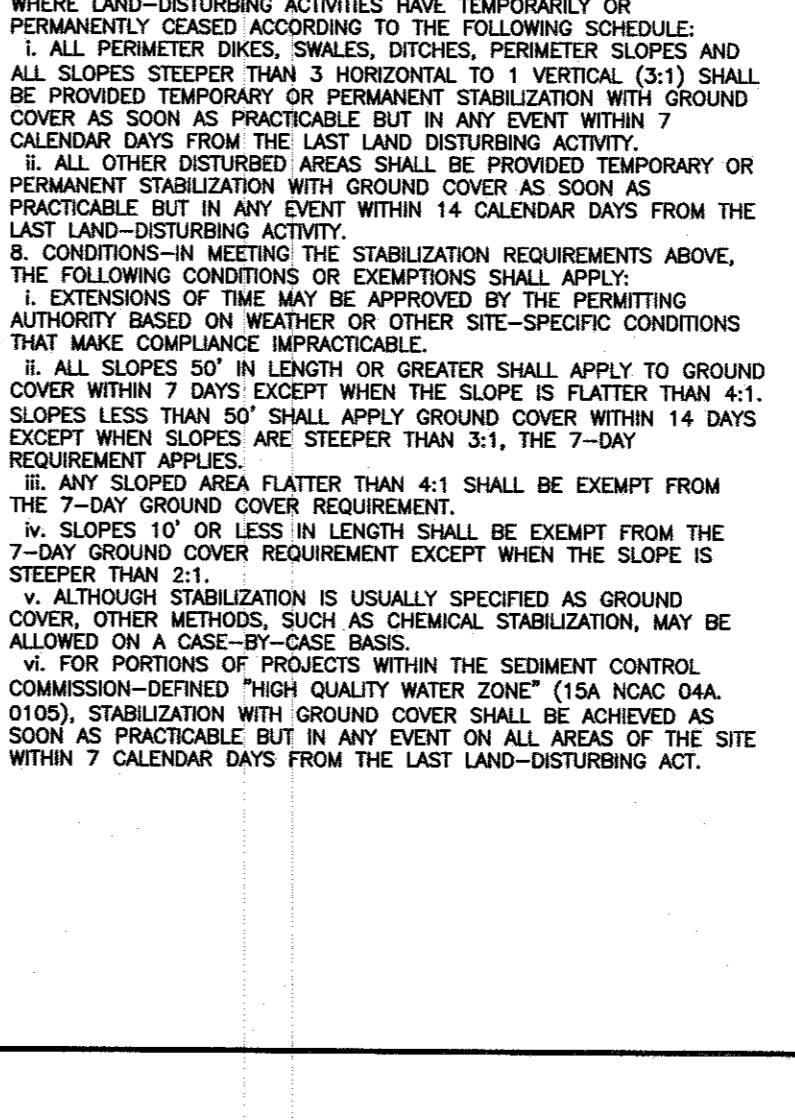 WHERE LAND-DISTURBING ACTIVITIES HAVE TEMPORARILY OR
PERMANENTLY CEASED ACCORDING TO THE FOLLOWING SCHEDULE:
i. ALL PERIMETER DIKES, SWALES, DITCHES, PERIMETER SLOPES AND
ALL SLOPES STEEPER THAN 3 HORIZONTAL TO 1 VERTICAL (3:1) SHALL
BE PROVIDED TEMPORARY OR PERMANENT STABILIZATION WITH GROUND
COVER AS SOON AS PRACTICABLE BUT IN ANY EVENT WITHIN 7
CALENDAR DAYS FROM THE LAST LAND DISTURBING ACTIVITY.
ii. ALL OTHER DISTURBED AREAS SHALL BE PROVIDED TEMPORARY OR
PERMANENT STABILIZATION WITH GROUND COVER AS SOON AS
PRACTICABLE BUT IN ANY EVENT WITHIN 14 CALENDAR DAYS FROM THE
LAST LAND-DISTURBING ACTIVITY.
8. CONDITIONS-IN MEETING THE STABILIZATION REQUIREMENTS ABOVE,
THE FOLLOWING CONDITIONS OR EXEMPTIONS SHALL APPLY:
i. EXTENSIONS OF TIME MAY BE APPROVED BY THE PERMITTING
AUTHORITY BASED ON WEATHER OR OTHER SITE-SPECIFIC CONDITIONS
THAT MAKE COMPLIANCE IMPRACTICABLE.
ii. ALL SLOPES 50' IN LENGTH OR GREATER SHALL APPLY TO GROUND
COVER WITHIN 7 DAYS EXCEPT WHEN THE SLOPE IS FLATTER THAN 4:1.
SLOPES LESS THAN 50' SHALL APPLY GROUND COVER WITHIN 14 DAYS
EXCEPT WHEN SLOPES ARE STEEPER THAN 3:1, THE 7-DAY
REQUIREMENT APPLIES.
iii. ANY SLOPED AREA FLATTER THAN 4:1 SHALL BE EXEMPT FROM
THE 7-DAY GROUND COVER REQUIREMENT.
iv. SLOPES 10' OR LESS IN LENGTH SHALL BE EXEMPT FROM THE
7-DAY GROUND COVER REQUIREMENT EXCEPT WHEN THE SLOPE IS
STEEPER THAN 2:1.
v. ALTHOUGH STABILIZATION IS USUALLY SPECIFIED AS GROUND
COVER, OTHER METHODS, SUCH AS CHEMICAL STABILIZATION, MAY BE
ALLOWED ON A CASE-BY-CASE BASIS.
vi. FOR PORTIONS OF PROJECTS WITHIN THE SEDIMENT CONTROL
COMMISSION-DEFINED "HIGH QUALITY WATER ZONE" (15A NCAC 04A.
0105), STABILIZATION WITH GROUND COVER SHALL BE ACHIEVED AS
SOON AS PRACTICABLE BUT IN ANY EVENT ON ALL AREAS OF THE SITE
WITHIN 7 CALENDAR DAYS FROM THE LAST LAND-DISTURBING ACT.